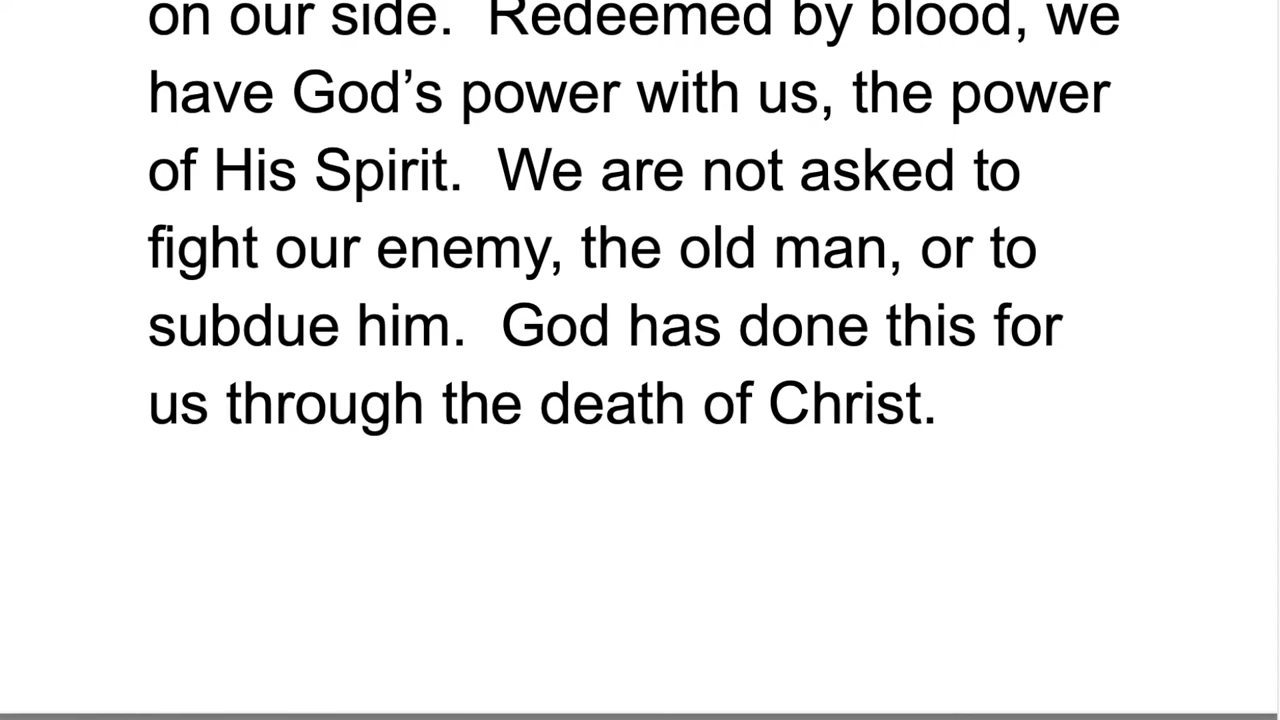 on our side.  Redeemed by blood, we
have God’s power with us, the power
of His Spirit.  We are not asked to
fight our enemy, the old man, or to
subdue him.  God has done this for
us through the death of Christ.